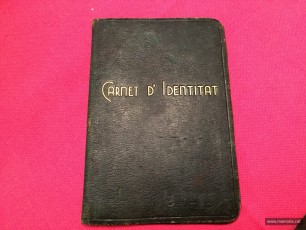 CARNET D' IDENTITAT